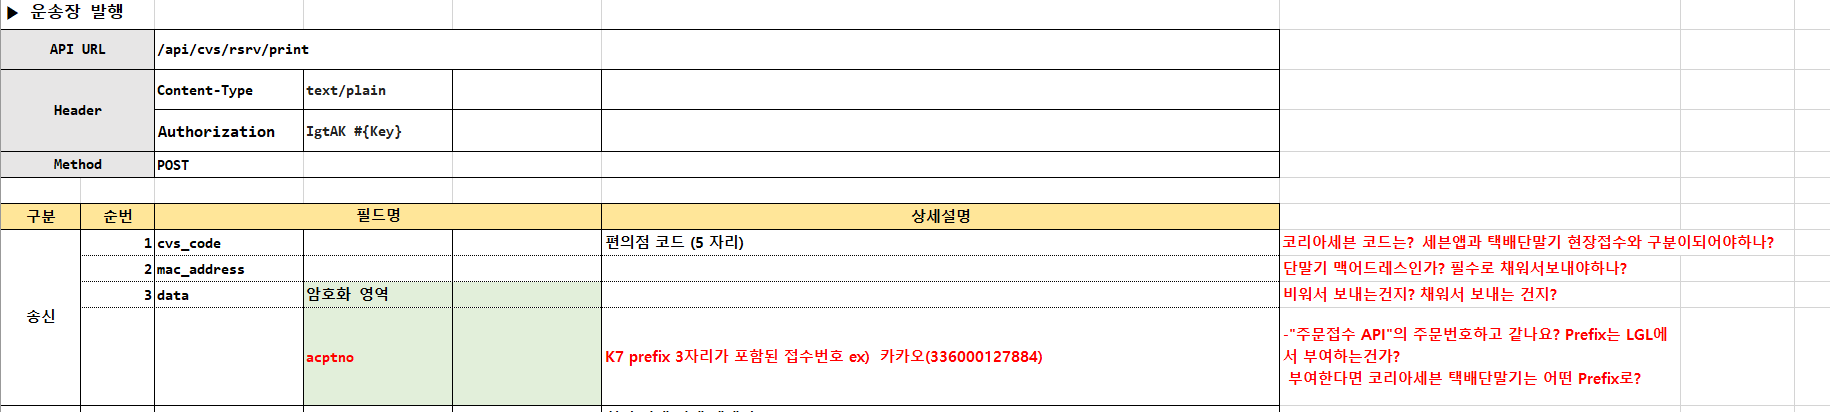 ▶ 운송장 발행
API URL /api/cvs/rsrv/print
Header Content-Type text/plain
Authorization IgtAK #{Key}
Method POST
구분 순번 필드명 상세설명
송신
1 cvs_code 편의점 코드 (5 자리) 코리아세븐 코드는? 세븐앱과 택배단말기 현장접수와 구분이되어야하나?
2 mac_address 단말기 맥어드레스인가? 필수로 채워서보내야하나?
3 data 암호화 영역 비워서 보내는건지? 채워서 보내는 건지?
acptno K7 prefix 3자리가 포함된 접수번호 ex) 카카오(336000127884)
-"주문접수 API"의 주문번호하고 같나요? Prefix는 LGL에
서 부여하는건가?
부여한다면 코리아세븐 택배단말기는 어떤 Prefix로?